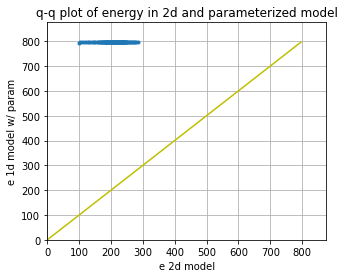 q-q plot of energy in 2d and parameterized model
e 1d model w/ param
800
700
600
500
400
300
200
100
0
0 100 200 300 400 500 600 700 800
e 2d model